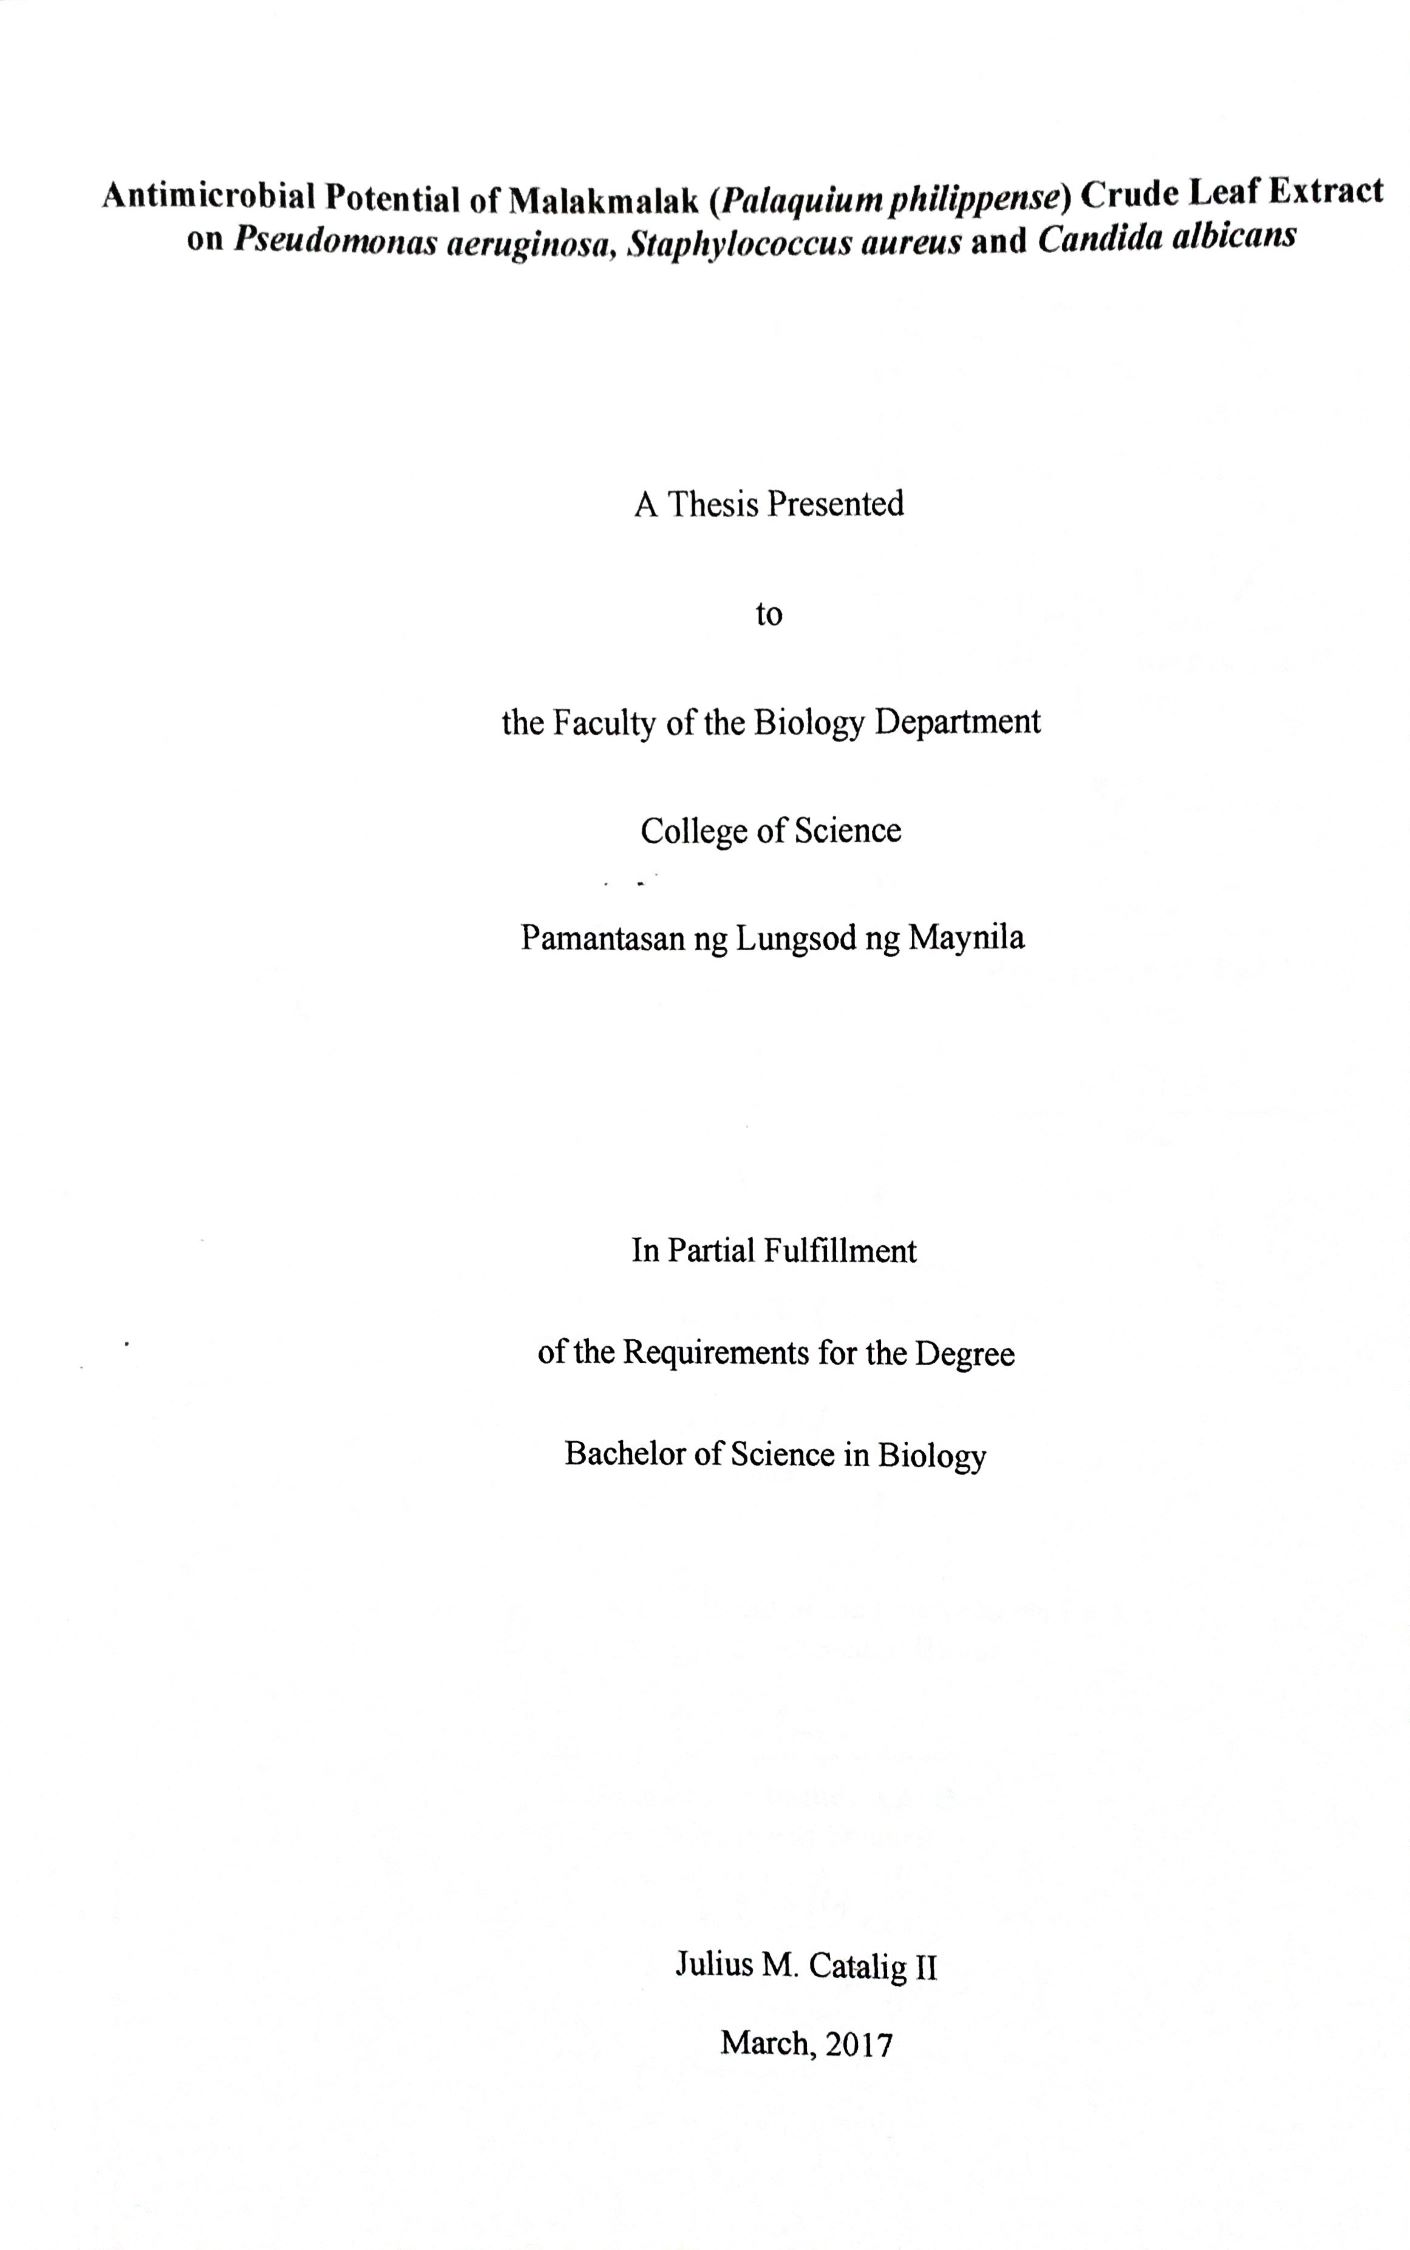 Antimicrobial Potential of Malakmalak (Palaquium philippense) Crude Leaf Extract
on Pseudomonas aeruginosa, Staphylococcus aureus and Candida albicans
A Thesis Presented
to
the Faculty of the Biology Department
College of Science
Pamantasan ng Lungsod ng Maynila
In Partial Fulfillment
of the Requirements for the Degree
Bachelor of Science in Biology
Julius M. Catalig II
March, 2017